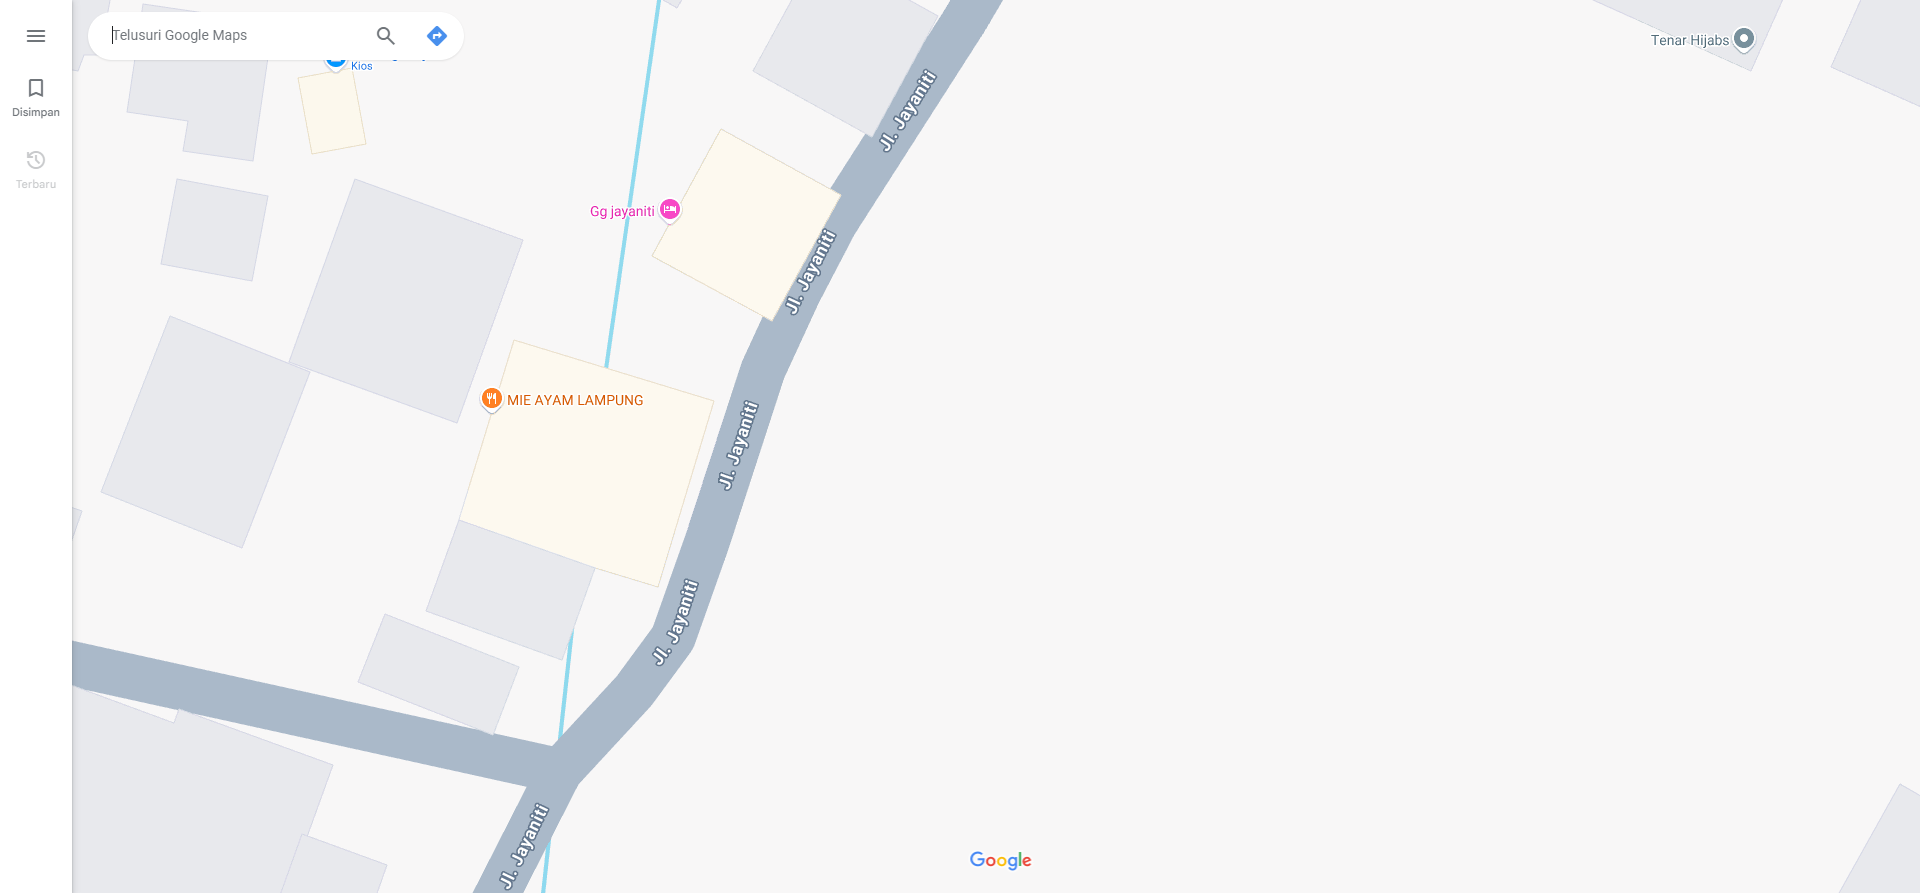 Telusuri Google Maps
Disimpan
Terbaru
Kios
Tenar Hijabs
Jl. Jayaniti
Gg jayaniti
Jl. Jayaniti
MIE AYAM LAMPUNG
Jl. Jayaniti
Jl. Jayaniti
Jl. Jayaniti
Google